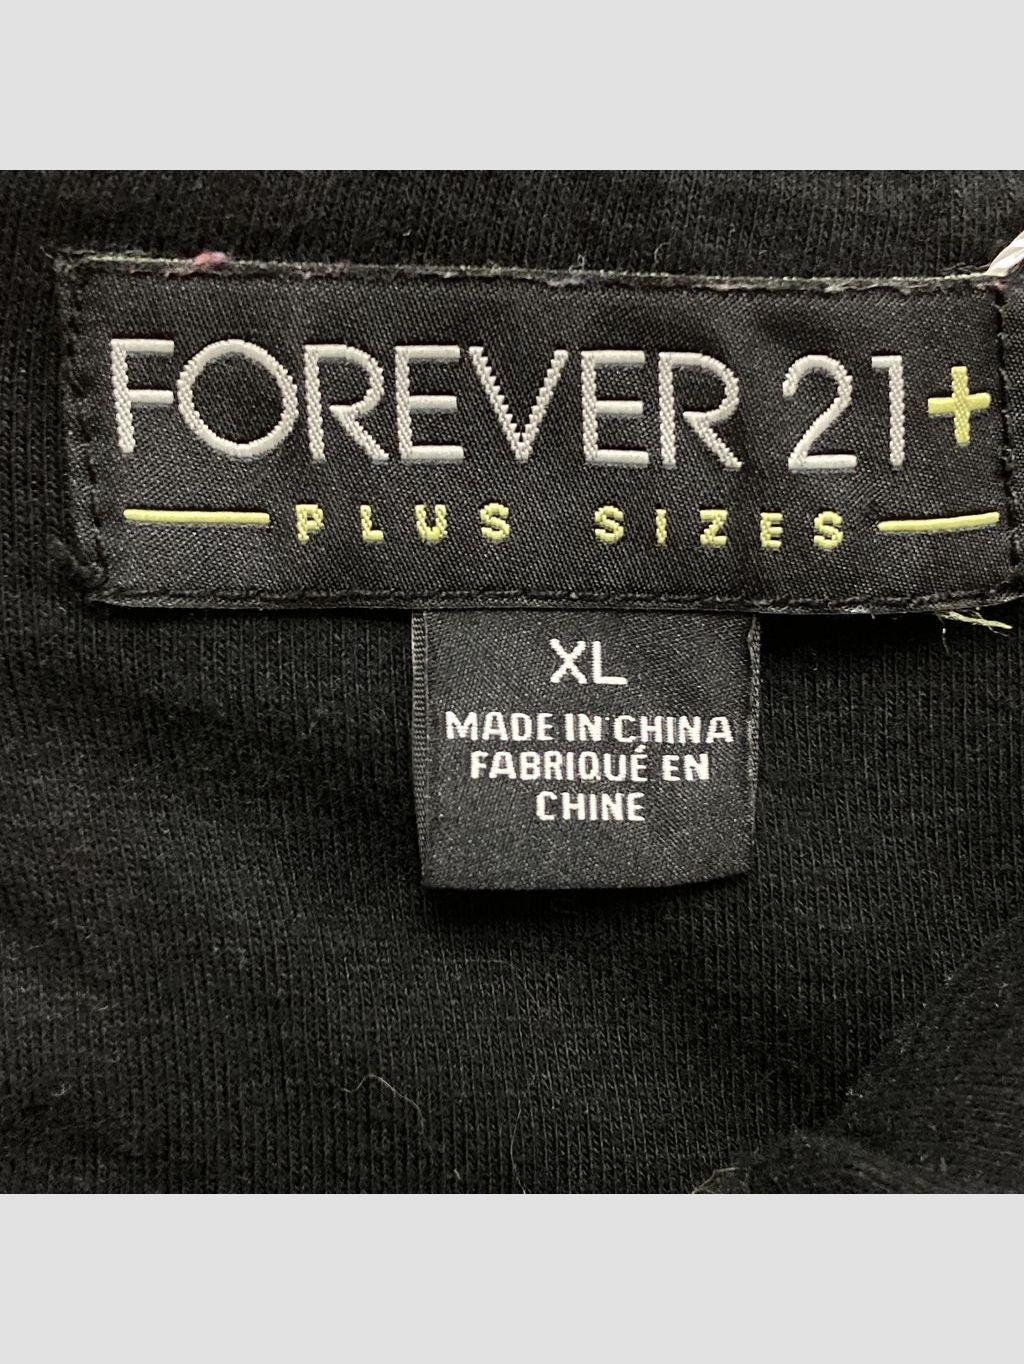 FOREVER 21+
PLUS SIZES
XL
MADE IN CHINA
FABRIQUÉ EN
CHINE